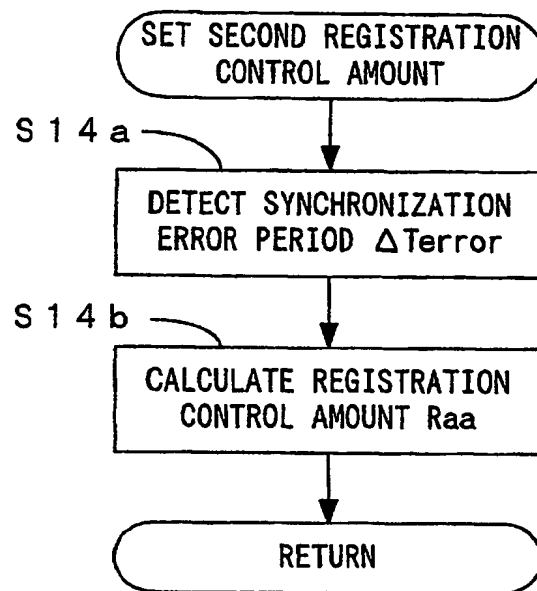 SET SECOND REGISTRATION
CONTROL AMOUNT
S14a
DETECT SYNCHRONIZATION
ERROR PERIOD ΔTerror
S14b
CALCULATE REGISTRATION
CONTROL AMOUNT Raa
RETURN